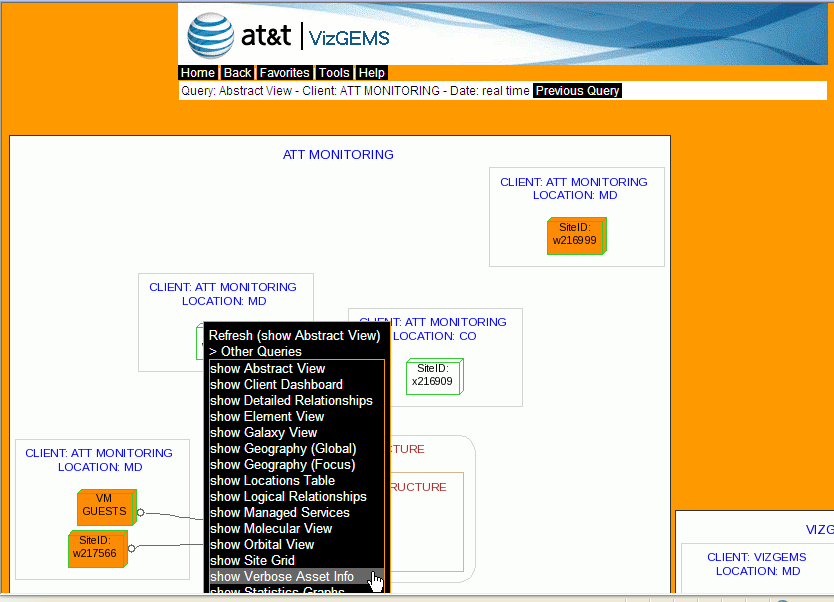 at&t | VizGEMS
Home Back Favorites Tools Help
Query: Abstract View - Client: ATT MONITORING - Date: real time Previous Query
ATT MONITORING
CLIENT: ATT MONITORING
LOCATION: MD
SiteID:
w216999
CLIENT: ATT MONITORING
LOCATION: MD
CLIENT: ATT MONITORING
LOCATION: CO
SiteID:
x216909
Refresh (show Abstract View)
> Other Queries
show Abstract View
show Client Dashboard
show Detailed Relationships
show Element View
show Galaxy View
show Geography (Global)
show Geography (Focus)
show Locations Table
show Logical Relationships
show Managed Services
show Molecular View
show Orbital View
show Site Grid
show Verbose Asset Info
show Statistics Graphs
CTURE
RUCTURE
CLIENT: ATT MONITORING
LOCATION: MD
VM
GUESTS
SiteID:
w217566
VIZG
CLIENT: VIZGEMS
LOCATION: MD